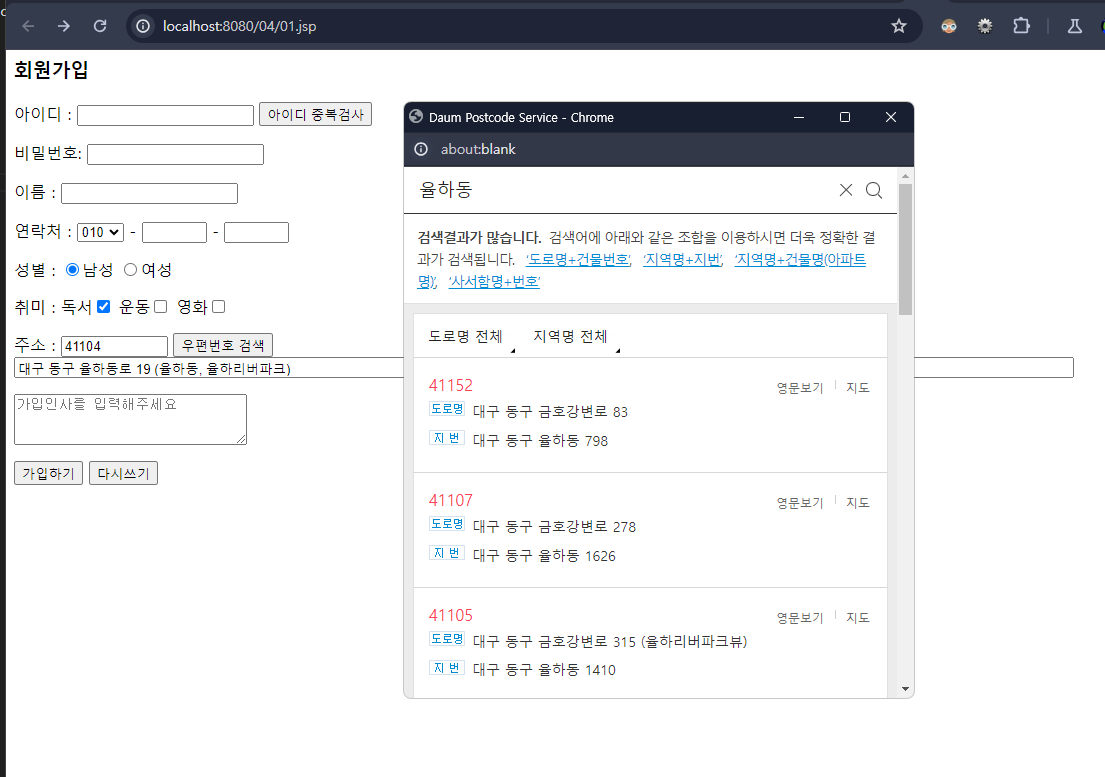 localhost:8080/04/01.jsp
회원가입
아이디 : 아이디 중복검사
비밀번호:
이름 :
연락처 : 010 - -
성별 : 남성 여성
취미 : 독서 운동 영화
주소 : 41104 우편번호 검색
대구 동구 율하동로 19 (율하동, 율하리버파크)
가입인사를 입력해주세요
가입하기 다시쓰기
Daum Postcode Service - Chrome
about:blank
율하동
검색결과가 많습니다. 검색어에 아래와 같은 조합을 이용하시면 더욱 정확한 결
과가 검색됩니다. '도로명+건물번호', '지역명+지번', '지역명+건물명(아파트
명)', '사서함명+번호'
도로명 전체 지역명 전체
41152 영문보기 지도
도로명 대구 동구 금호강변로 83
지 번 대구 동구 율하동 798
41107 영문보기 지도
도로명 대구 동구 금호강변로 278
지 번 대구 동구 율하동 1626
41105 영문보기 지도
도로명 대구 동구 금호강변로 315 (율하리버파크뷰)
지 번 대구 동구 율하동 1410